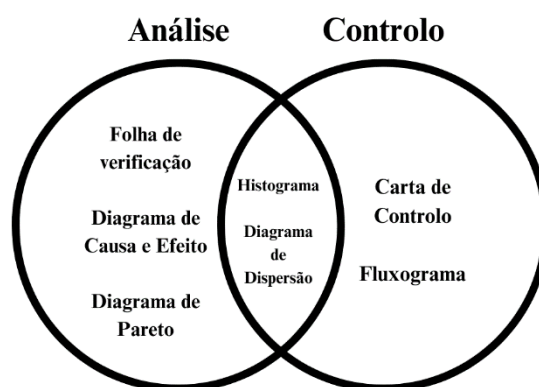 Análise
Controlo
Folha de
verificação
Diagrama de
Causa e Efeito
Diagrama de
Pareto
Histograma
Diagrama
de
Dispersão
Carta de
Controlo
Fluxograma